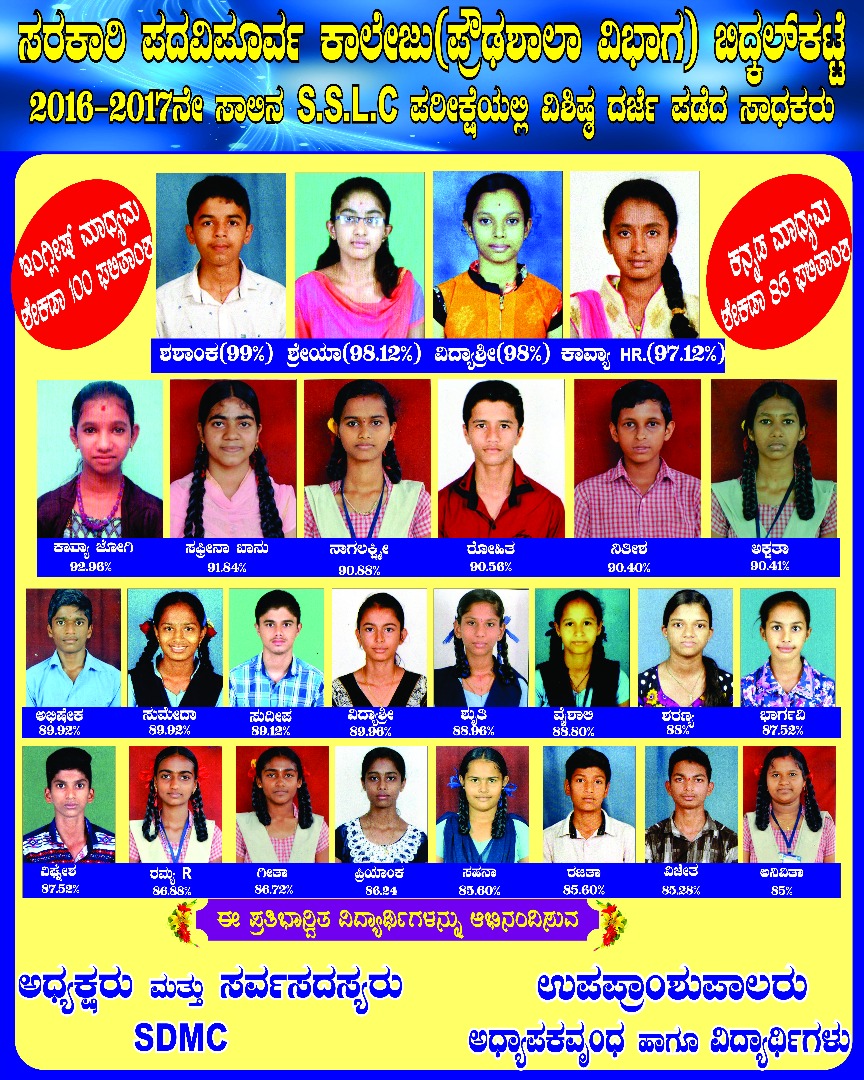 ಸರಕಾರಿ ಪದವಿಪೂರ್ವ ಕಾಲೇಜು(ಪ್ರೌಢಶಾಲಾ ವಿಭಾಗ) ಬಿದ್ಕಲ್‌ಕಟ್ಟೆ
2016-2017ನೇ ಸಾಲಿನ S.S.L.C ಪರೀಕ್ಷೆಯಲ್ಲಿ ವಿಶಿಷ್ಠ ದರ್ಜೆ ಪಡೆದ ಸಾಧಕರು
ಇಂಗ್ಲೀಷ್ ಮಾಧ್ಯಮ
ಶೇಕಡಾ 100 ಫಲಿತಾಂಶ
ಕನ್ನಡ ಮಾಧ್ಯಮ
ಶೇಕಡಾ 85 ಫಲಿತಾಂಶ
ಶಶಾಂಕ(99%) ಶ್ರೇಯಾ(98.12%) ವಿದ್ಯಾಶ್ರೀ(98%) ಕಾವ್ಯಾ HR.(97.12%)
ಕಾವ್ಯಾ ಜೋಗಿ ಸಫ್ರೀನಾ ಬಾನು ನಾಗಲಕ್ಷ್ಮೀ ರೋಹಿತ ನಿತೀಶ ಅಕ್ಷತಾ
92.96% 91.84% 90.88% 90.56% 90.40% 90.41%
ಅಭಿಷೇಕ ಸುಮೇದಾ ಸುದೀಪ ವಿದ್ಯಾಶ್ರೀ ಶೃತಿ ವೈಶಾಲಿ ಶರಣ್ಯ ಭಾರ್ಗವಿ
89.92% 89.92% 89.12% 89.96% 88.96% 88.80% 88% 87.52%
ವಿಘ್ನೇಶ ರಮ್ಯ R ಗೀತಾ ಪ್ರಿಯಾಂಕ ಸಹನಾ ರಜತಾ ವಿಜೇತ ಅನಿವಿತಾ
87.52% 86.88% 86.72% 86.24 85.60% 85.60% 85.28% 85%
ಈ ಪ್ರತಿಭಾನ್ವಿತ ವಿದ್ಯಾರ್ಥಿಗಳನ್ನು ಅಭಿನಂದಿಸುವ
ಅಧ್ಯಕ್ಷರು ಮತ್ತು ಸರ್ವಸದಸ್ಯರು
SDMC
ಉಪಪ್ರಾಂಶುಪಾಲರು
ಅಧ್ಯಾಪಕವೃಂಧ ಹಾಗೂ ವಿದ್ಯಾರ್ಥಿಗಳು